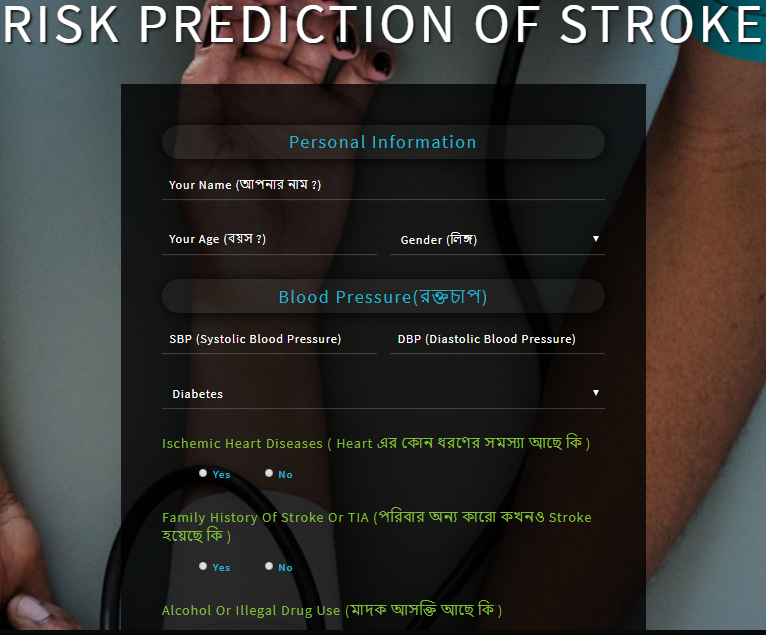 RISK PREDICTION OF STROKE
Personal Information
Your Name (আপনার নাম ?)
Your Age (বয়স ?)
Gender (লিঙ্গ)
Blood Pressure(রক্তচাপ)
SBP (Systolic Blood Pressure)
DBP (Diastolic Blood Pressure)
Diabetes
Ischemic Heart Diseases ( Heart এর কোন ধরণের সমস্যা আছে কি )
Yes No
Family History Of Stroke Or TIA (পরিবার অন্য কারো কখনও Stroke
হয়েছে কি )
Yes No
Alcohol Or Illegal Drug Use (মাদক আসক্তি আছে কি )